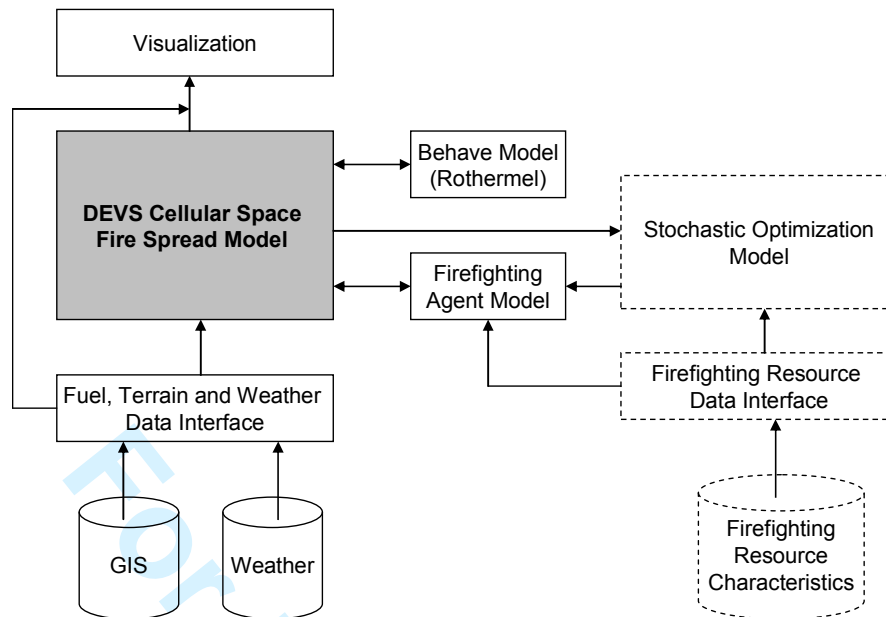 Visualization
Behave Model
(Rothermel)
DEVS Cellular Space
Fire Spread Model
Stochastic Optimization
Model
Firefighting
Agent Model
Fuel, Terrain and Weather
Data Interface
Firefighting Resource
Data Interface
GIS
Weather
Firefighting
Resource
Characteristics
For